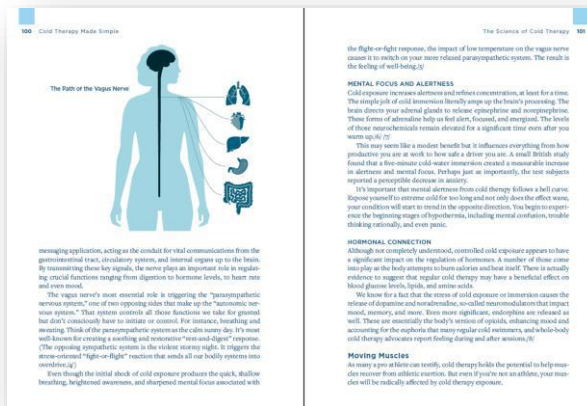 100 Cold Therapy Made Simple
The Path of the Vagus Nerve
messaging application, acting as the conduit for vital communications from the
gastrointestinal tract, circulatory system, and internal organs up to the brain.
By transmitting these key signals, the nerve plays an important role in regulat-
ing crucial functions ranging from digestion to hormone levels, to heart rate
and even mood.
The vagus nerve's most essential role is triggering the "parasympathetic
nervous system," one of two opposing sides that make up the "autonomic ner-
vous system." That system controls all those functions we take for granted
but don't consciously have to initiate or control. For instance, breathing and
sweating. Think of the parasympathetic system as the calm sunny day. It's most
well-known for creating a soothing and restorative "rest-and-digest" response.
(The opposing sympathetic system is the violent stormy night. It triggers the
stress-oriented "fight-or-flight" reaction that sends all our bodily systems into
overdrive.)
Even though the initial shock of cold exposure produces the quick, shallow
breathing, heightened awareness, and sharpened mental focus associated with
The Science of Cold Therapy 101
the flight-or-fight response, the impact of low temperature on the vagus nerve
causes it to switch on your more relaxed parasympathetic system. The result is
the feeling of well-being.[5]
MENTAL FOCUS AND ALERTNESS
Cold exposure increases alertness and refines concentration, at least for a time.
The simple jolt of cold immersion literally amps up the brain's processing. The
brain directs your adrenal glands to release epinephrine and norepinephrine.
These forms of adrenaline help us feel alert, focused, and energized. The levels
of those neurochemicals remain elevated for a significant time even after you
warm up.[6] [7]
This may seem like a modest benefit but it influences everything from how
productive you are at work to how safe a driver you are. A small British study
found that a five-minute cold-water immersion created a measurable increase
in alertness and mental focus. Perhaps just as importantly, the test subjects
reported a perceptible decrease in anxiety.
It's important that mental alertness from cold therapy follows a bell curve.
Expose yourself to extreme cold for too long and not only does the effect wane,
your condition will start to trend in the opposite direction. You begin to experi-
ence the beginning stages of hypothermia, including mental confusion, trouble
thinking rationally, and even panic.
HORMONAL CONNECTION
Although not completely understood, controlled cold exposure appears to have
a significant impact on the regulation of hormones. A number of those come
into play as the body attempts to burn calories and heat itself. There is actually
evidence to suggest that regular cold therapy may have a beneficial effect on
blood glucose levels, lipids, and amino acids.
We know for a fact that the stress of cold exposure or immersion causes the
release of dopamine and noradrenaline, so-called neuromodulators that impact
mood, memory, and more. Even more significant, endorphins are released as
well. These are essentially the body's version of opioids, enhancing mood and
accounting for the euphoria that many regular cold swimmers, and whole-body
cold therapy advocates report feeling during and after sessions.[8]
Moving Muscles
As many a pro athlete can testify, cold therapy holds the potential to help mus-
cles recover from athletic exertion. But even if you're not an athlete, your mus-
cles will be radically affected by cold therapy exposure.